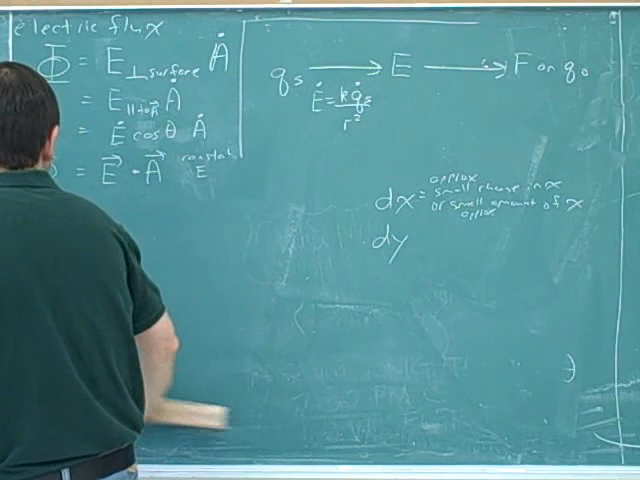 electric flux
Φ = E⊥surface A
= E∥ to A⃗ A
= E cos θ A
= E⃗ • A⃗ constant E
qs → E → F on q₀
E = kqs / r²
dx = approx small change in x
or small amount of x
approx
dy